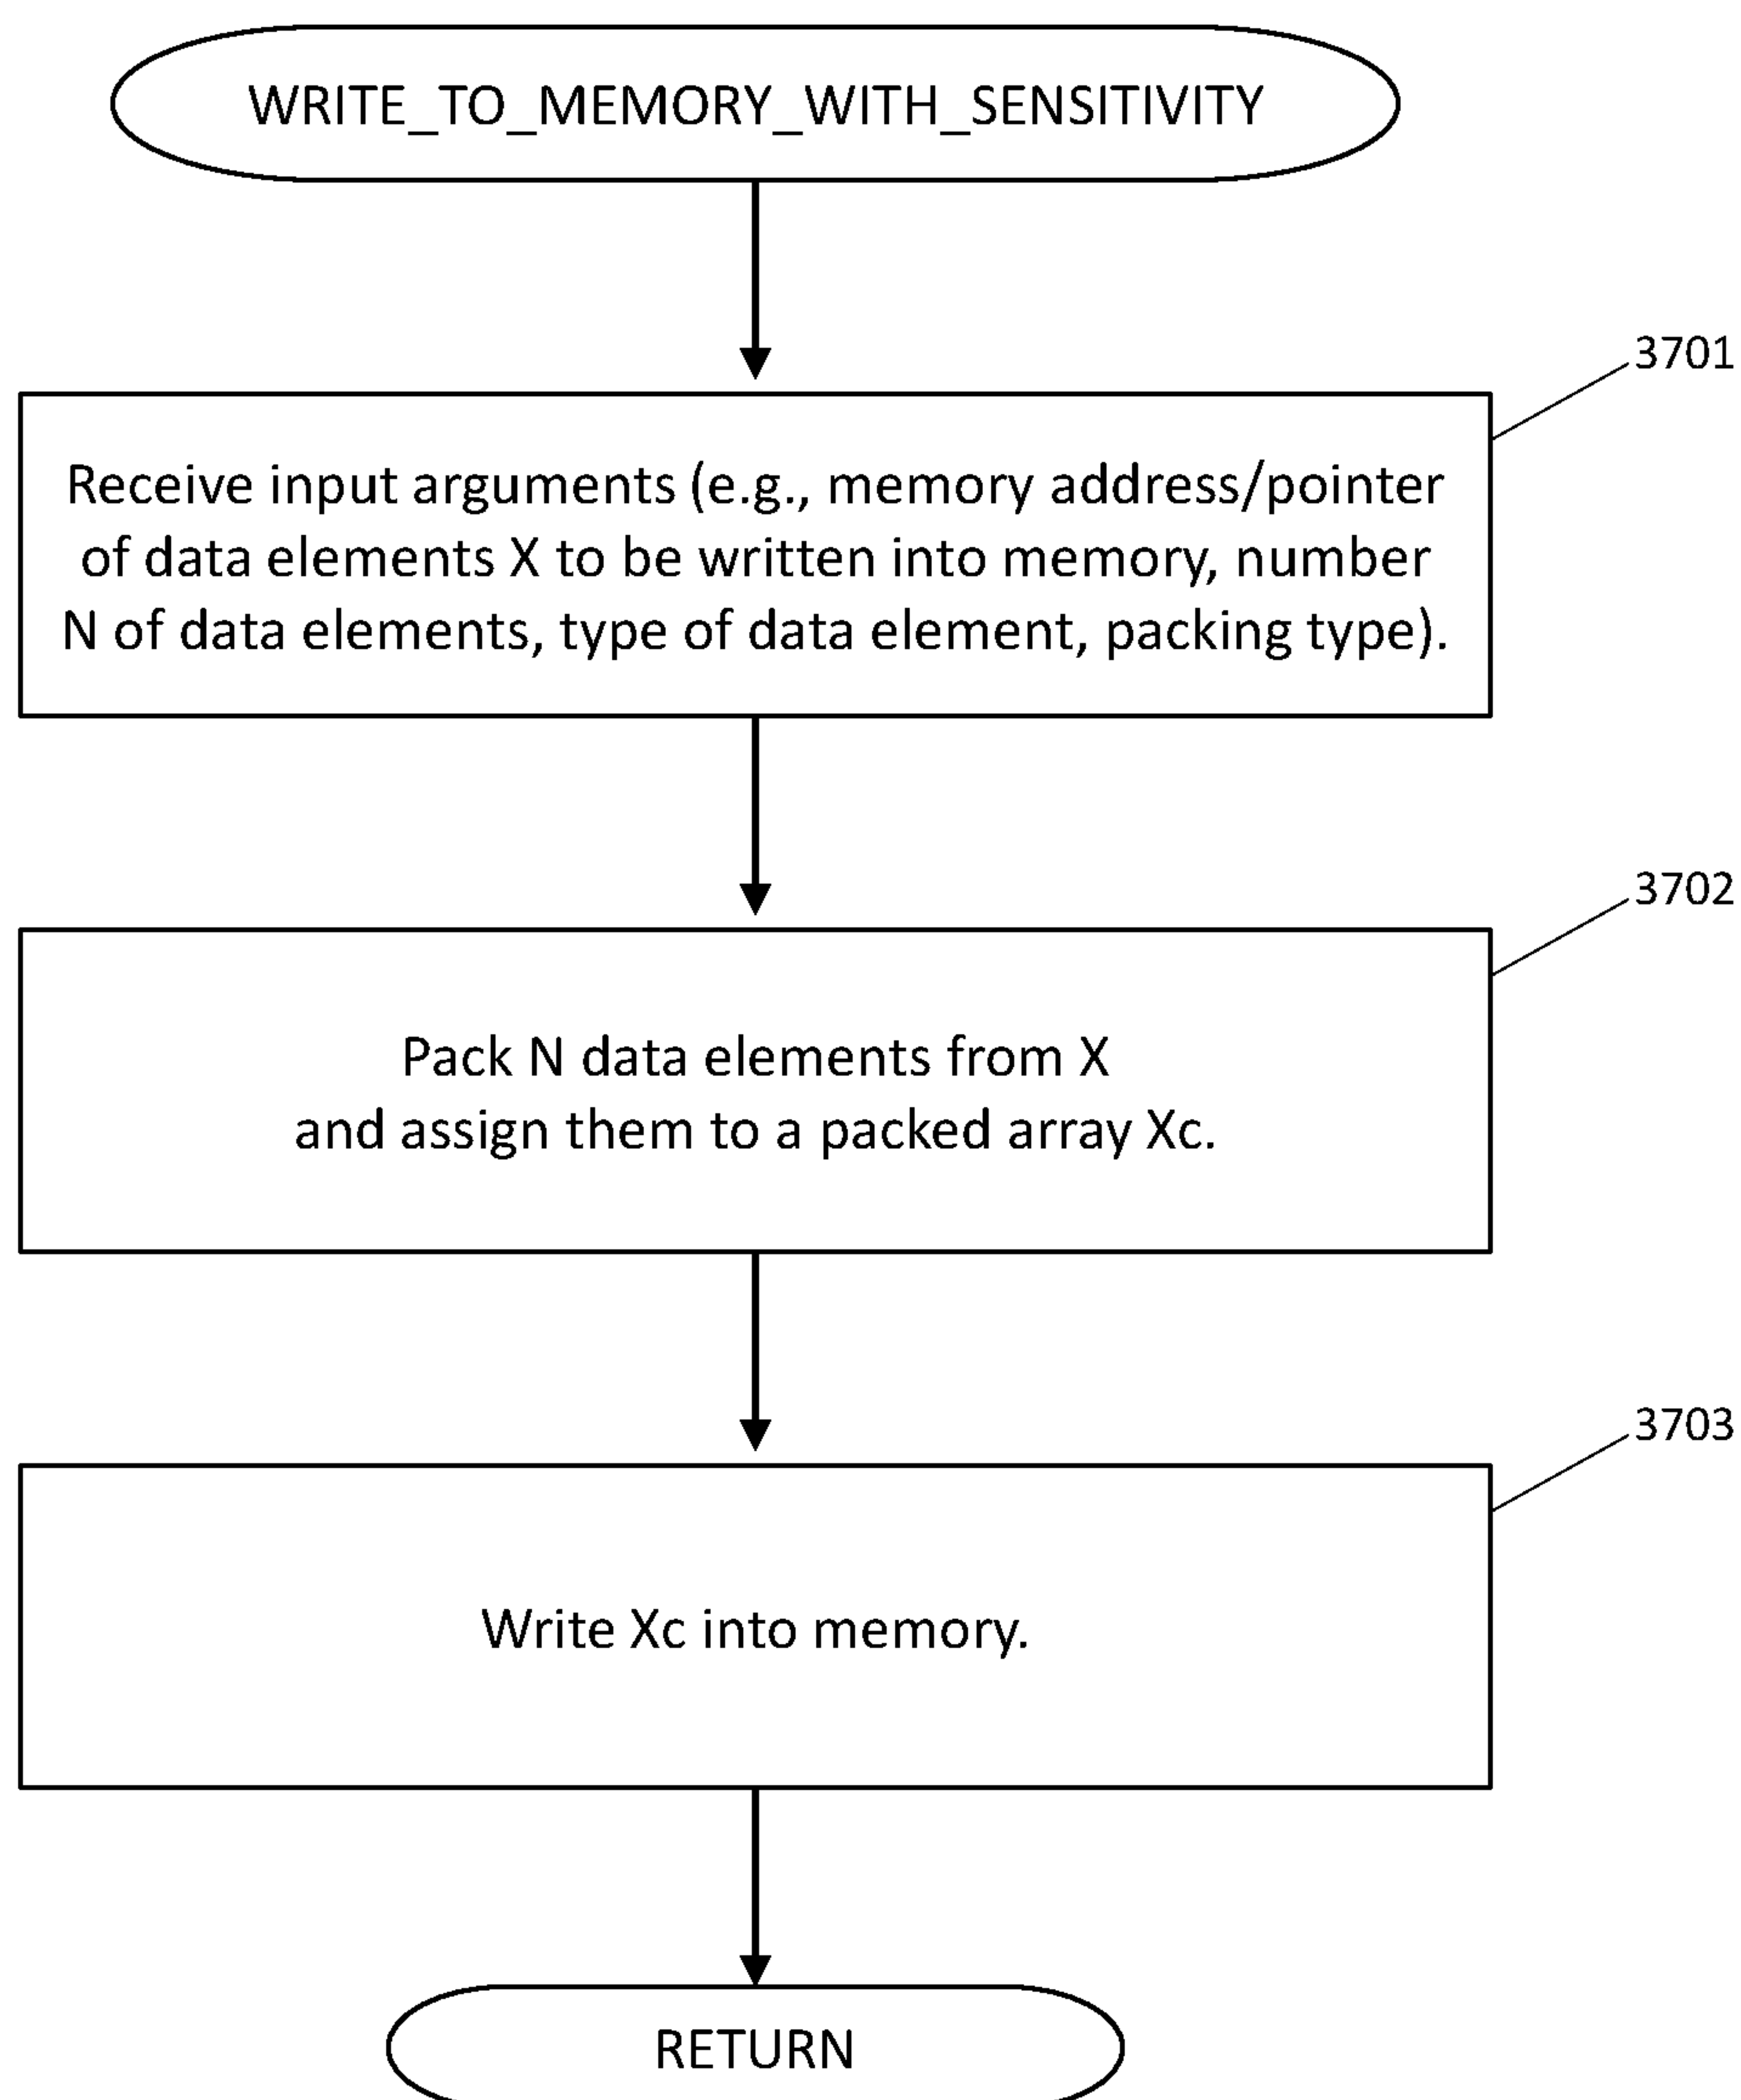 WRITE_TO_MEMORY_WITH_SENSITIVITY
3701
Receive input arguments (e.g., memory address/pointer
of data elements X to be written into memory, number
N of data elements, type of data element, packing type).
3702
Pack N data elements from X
and assign them to a packed array Xc.
3703
Write Xc into memory.
RETURN